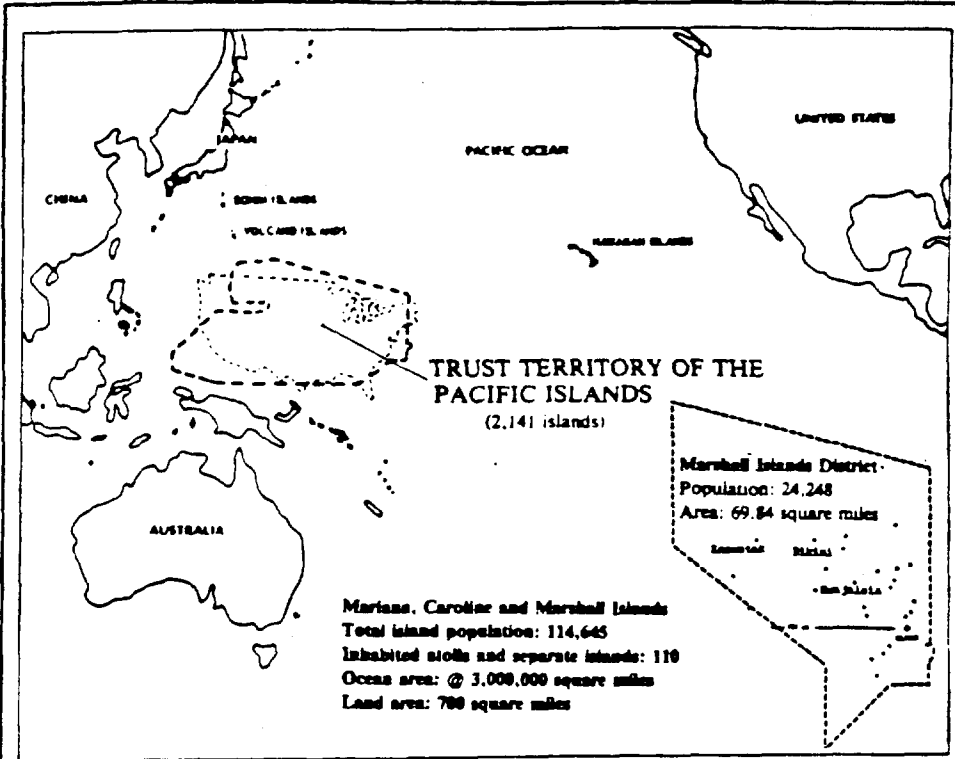 UNITED STATES
JAPAN
PACIFIC OCEAN
CHINA
BONIN ISLANDS
VOLCANO ISLANDS
HAWAIIAN ISLANDS
TRUST TERRITORY OF THE
PACIFIC ISLANDS
(2,141 islands)
Marshall Islands District
Population: 24,248
Area: 69.84 square miles
AUSTRALIA
Eniwetok Bikini
Kwajalein
Mariana, Caroline and Marshall Islands
Total island population: 114,645
Inhabited atolls and separate islands: 110
Ocean area: @ 3,000,000 square miles
Land area: 700 square miles